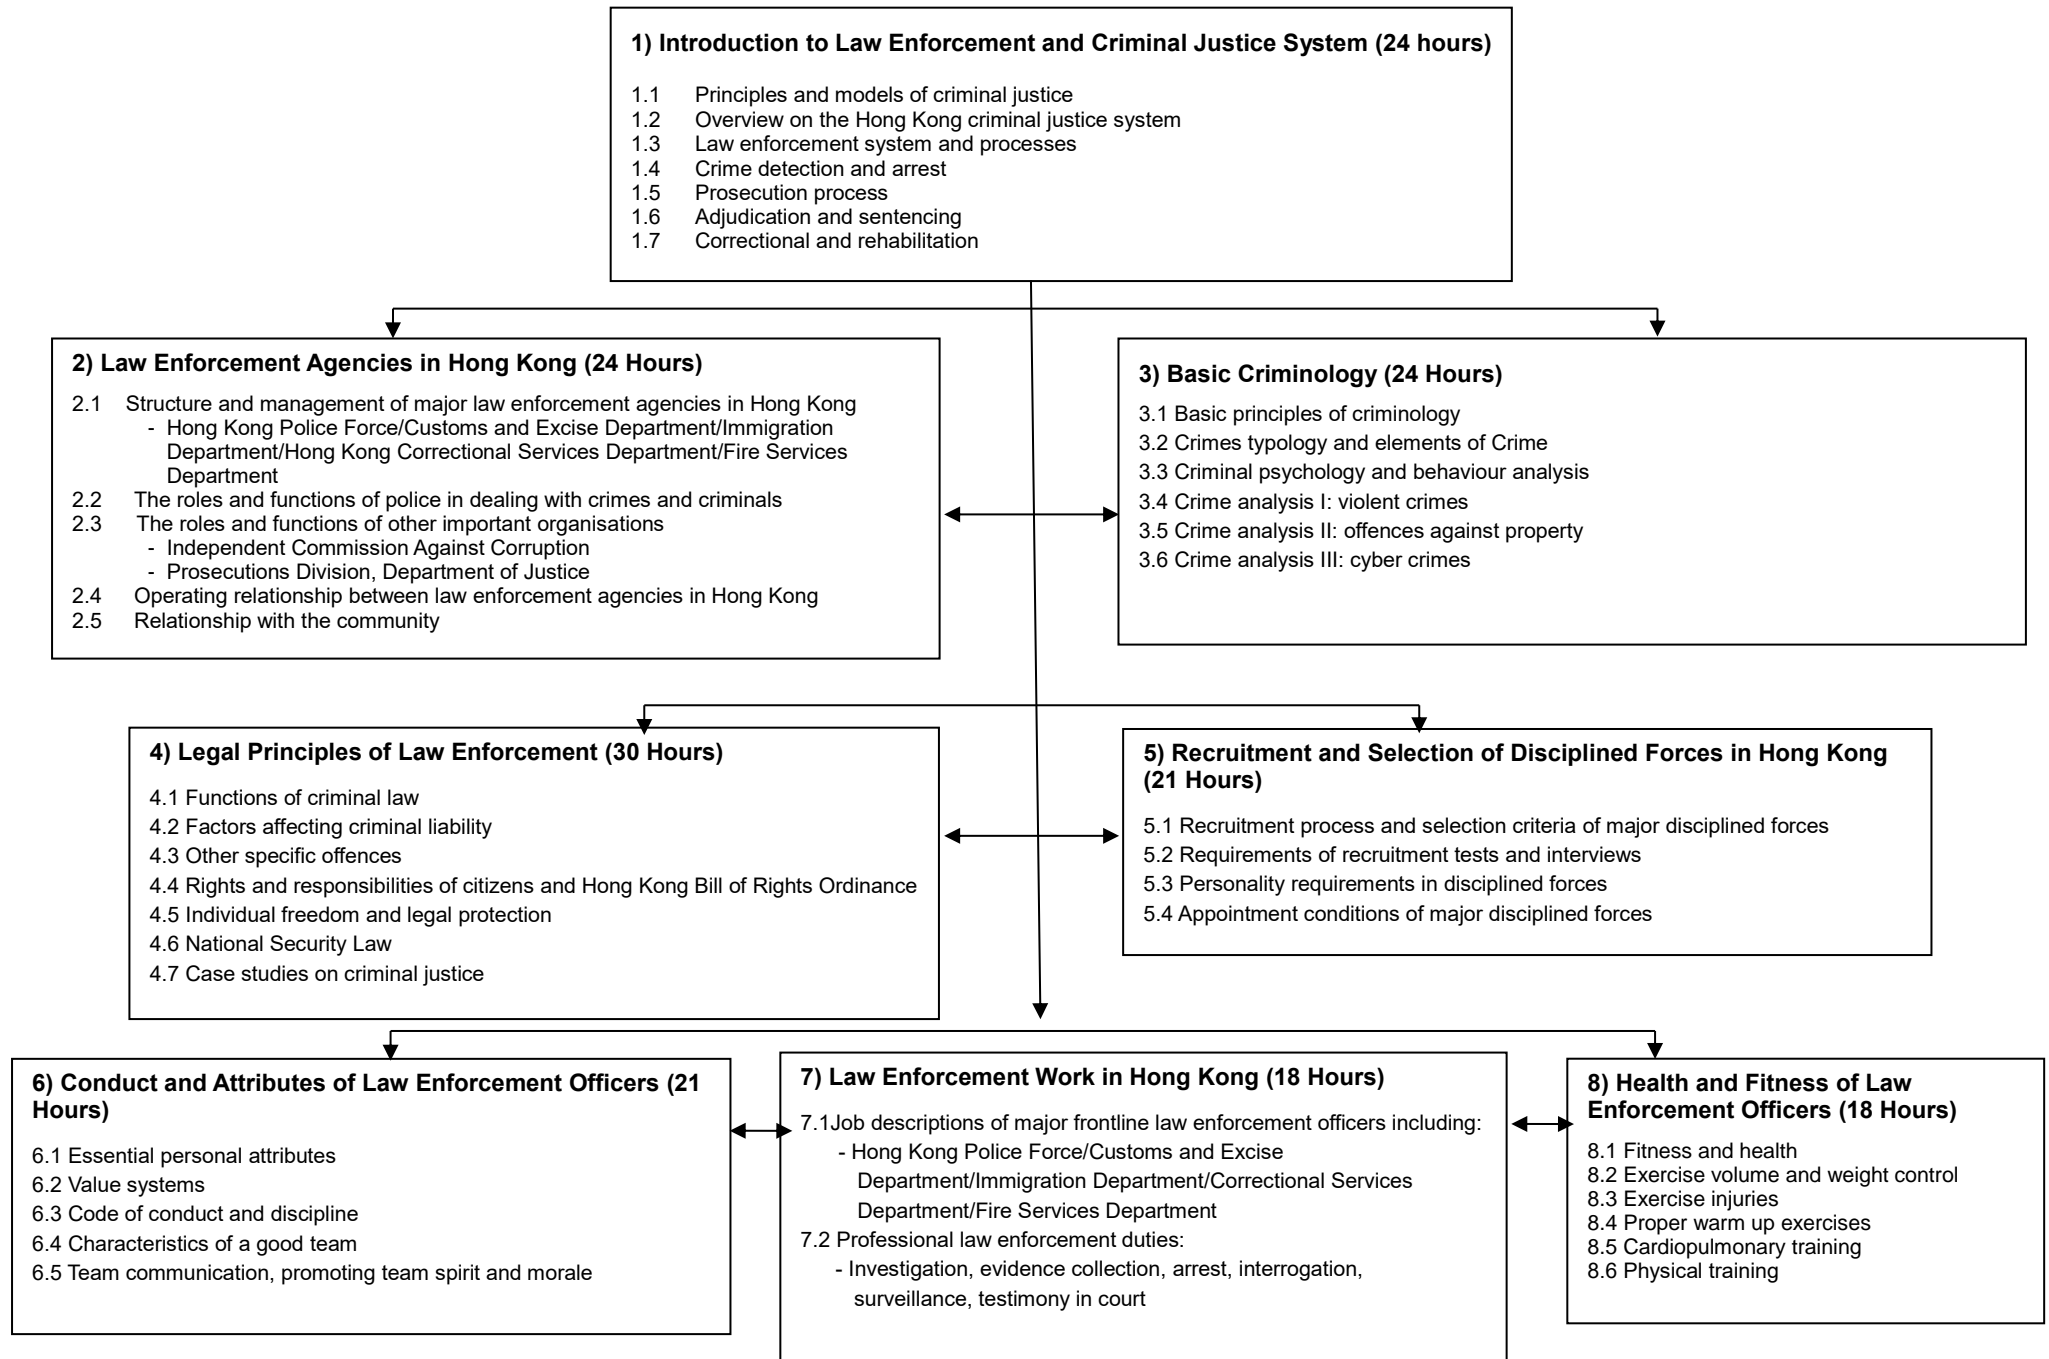 1) Introduction to Law Enforcement and Criminal Justice System (24 hours)
1.1 Principles and models of criminal justice
1.2 Overview on the Hong Kong criminal justice system
1.3 Law enforcement system and processes
1.4 Crime detection and arrest
1.5 Prosecution process
1.6 Adjudication and sentencing
1.7 Correctional and rehabilitation
2) Law Enforcement Agencies in Hong Kong (24 Hours)
2.1 Structure and management of major law enforcement agencies in Hong Kong
- Hong Kong Police Force/Customs and Excise Department/Immigration
Department/Hong Kong Correctional Services Department/Fire Services
Department
2.2 The roles and functions of police in dealing with crimes and criminals
2.3 The roles and functions of other important organisations
- Independent Commission Against Corruption
- Prosecutions Division, Department of Justice
2.4 Operating relationship between law enforcement agencies in Hong Kong
2.5 Relationship with the community
3) Basic Criminology (24 Hours)
3.1 Basic principles of criminology
3.2 Crimes typology and elements of Crime
3.3 Criminal psychology and behaviour analysis
3.4 Crime analysis I: violent crimes
3.5 Crime analysis II: offences against property
3.6 Crime analysis III: cyber crimes
4) Legal Principles of Law Enforcement (30 Hours)
4.1 Functions of criminal law
4.2 Factors affecting criminal liability
4.3 Other specific offences
4.4 Rights and responsibilities of citizens and Hong Kong Bill of Rights Ordinance
4.5 Individual freedom and legal protection
4.6 National Security Law
4.7 Case studies on criminal justice
5) Recruitment and Selection of Disciplined Forces in Hong Kong
(21 Hours)
5.1 Recruitment process and selection criteria of major disciplined forces
5.2 Requirements of recruitment tests and interviews
5.3 Personality requirements in disciplined forces
5.4 Appointment conditions of major disciplined forces
6) Conduct and Attributes of Law Enforcement Officers (21
Hours)
6.1 Essential personal attributes
6.2 Value systems
6.3 Code of conduct and discipline
6.4 Characteristics of a good team
6.5 Team communication, promoting team spirit and morale
7) Law Enforcement Work in Hong Kong (18 Hours)
7.1Job descriptions of major frontline law enforcement officers including:
- Hong Kong Police Force/Customs and Excise
Department/Immigration Department/Correctional Services
Department/Fire Services Department
7.2 Professional law enforcement duties:
- Investigation, evidence collection, arrest, interrogation,
surveillance, testimony in court
8) Health and Fitness of Law
Enforcement Officers (18 Hours)
8.1 Fitness and health
8.2 Exercise volume and weight control
8.3 Exercise injuries
8.4 Proper warm up exercises
8.5 Cardiopulmonary training
8.6 Physical training